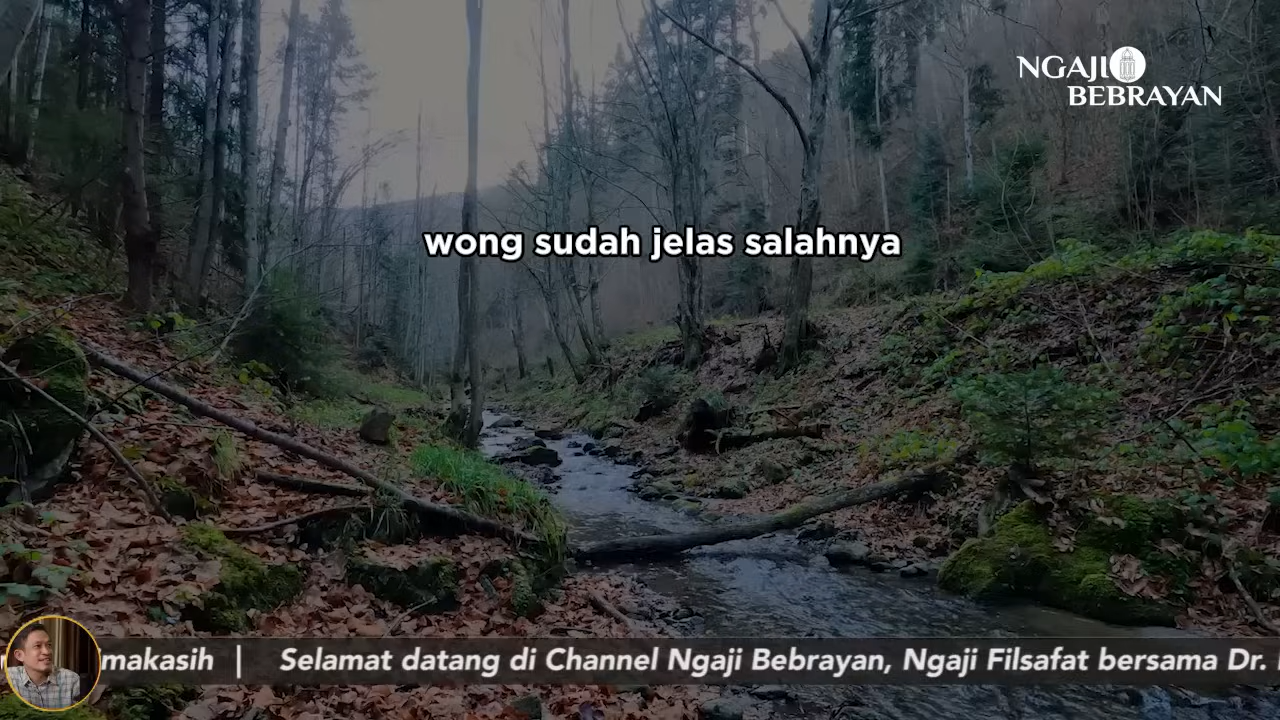 NGAJI
BEBRAYAN
wong sudah jelas salahnya
makasih | Selamat datang di Channel Ngaji Bebrayan, Ngaji Filsafat bersama Dr.